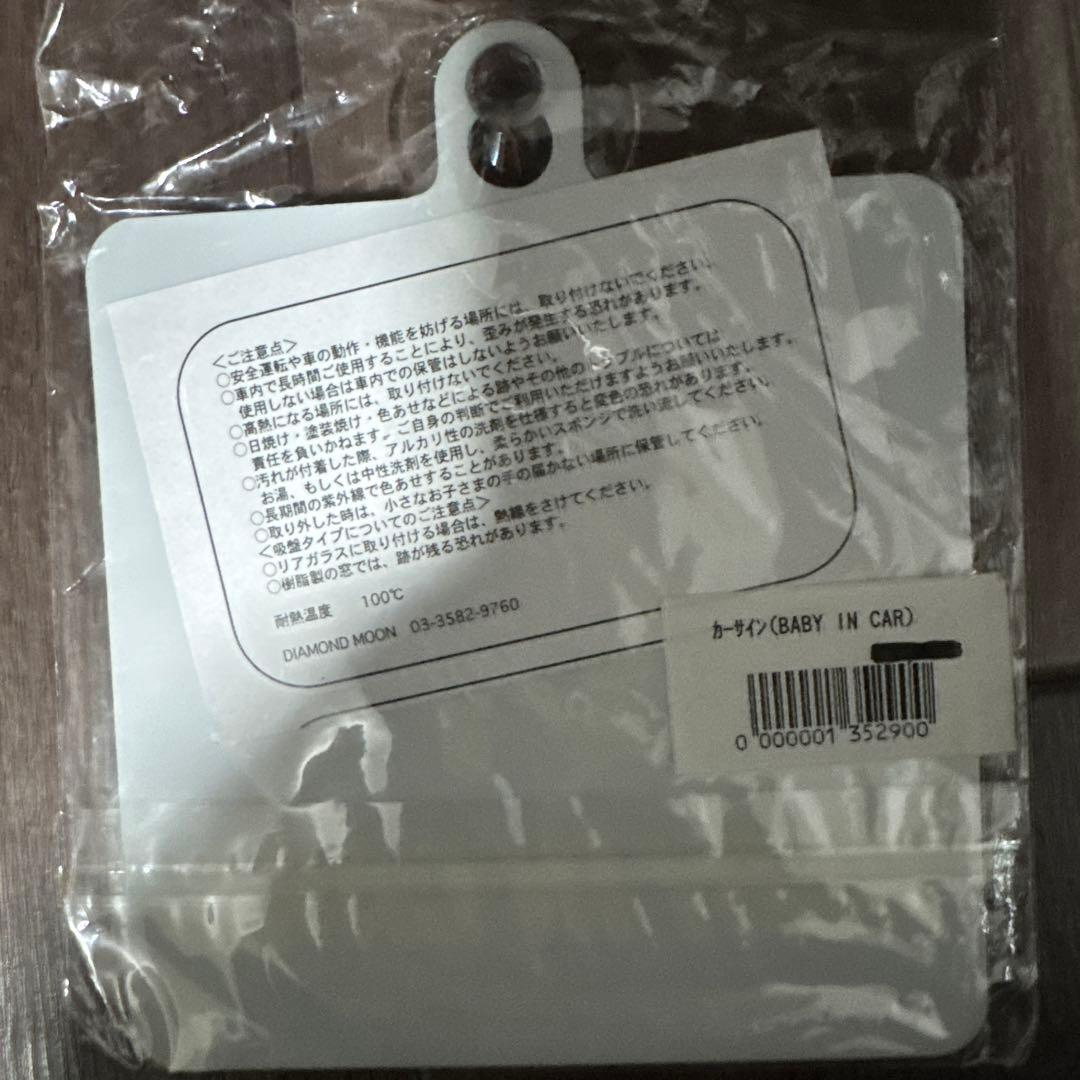 ＜ご注意点＞
○安全運転や車の動作・機能を妨げる場所には、取り付けないでください。
○車内で長時間ご使用することにより、歪みが発生する恐れがあります。
使用しない場合は車内での保管はしないようお願いいたします。
○高熱になる場所には、取り付けないでください。
○日焼け・塗装焼け・色あせなどによる跡やその他のブルについては
責任を負いかねます。ご自身の判断でご利用いただけますようお願いいたします。
○汚れが付着した際、アルカリ性の洗剤を仕様すると変色の恐れがあります。
お湯、もしくは中性洗剤を使用し、柔らかいスポンジで洗い流してください。
○長期間の紫外線で色あせすることがあります。
○取り外した時は、小さなお子さまの手の届かない場所に保管してください。
＜吸盤タイプについてのご注意点＞
○リアガラスに取り付ける場合は、熱線をさけてください。
○樹脂製の窓では、跡が残る恐れがあります。
耐熱温度 100℃
DIAMOND MOON 03-3582-9760
カーサイン(BABY IN CAR)
0 000001 352900